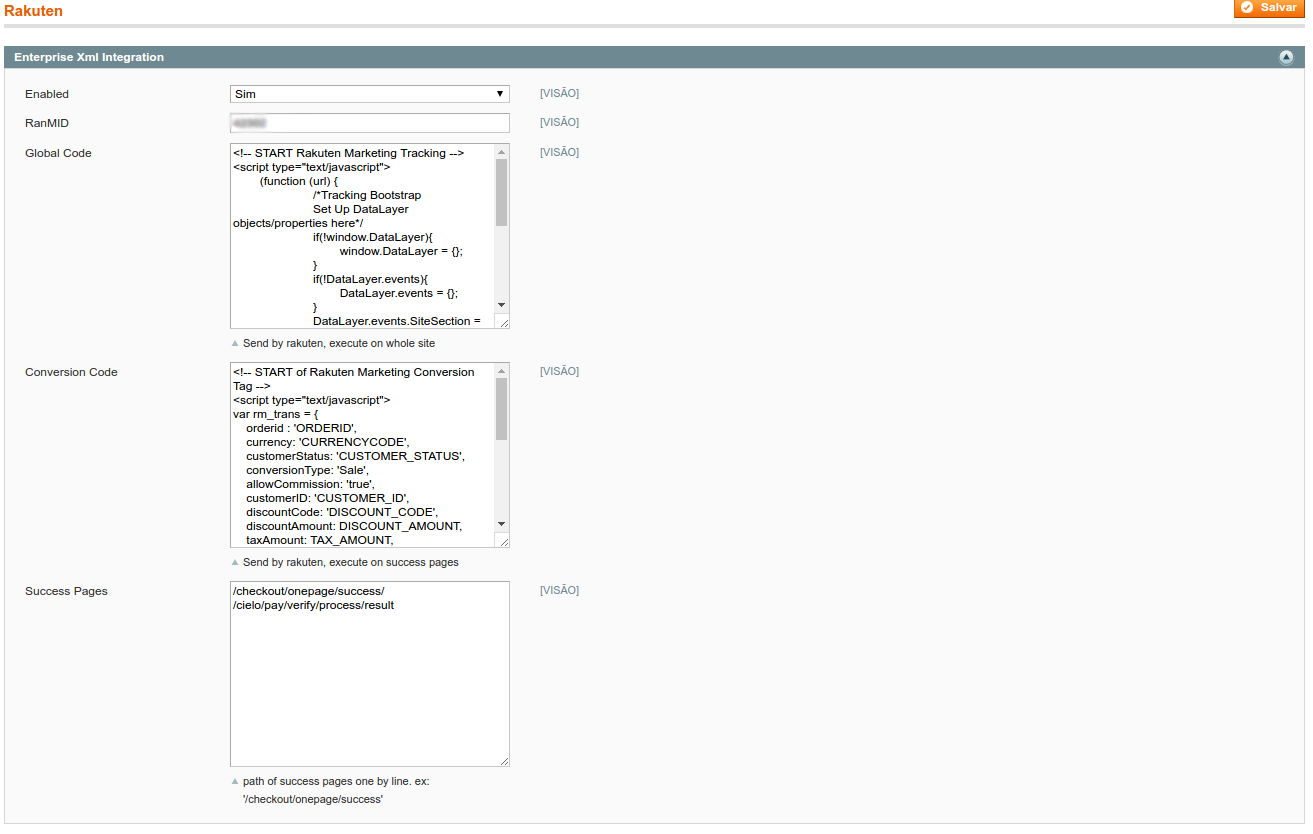 Rakuten
Salvar
Enterprise Xml Integration
Enabled
Sim
[VISÃO]
RanMID
[VISÃO]
Global Code
<!-- START Rakuten Marketing Tracking -->
<script type="text/javascript">
(function (url) {
/*Tracking Bootstrap
Set Up DataLayer
objects/properties here*/
if(!window.DataLayer){
window.DataLayer = {};
}
if(!DataLayer.events){
DataLayer.events = {};
}
DataLayer.events.SiteSection =
[VISÃO]
Send by rakuten, execute on whole site
Conversion Code
<!-- START of Rakuten Marketing Conversion
Tag -->
<script type="text/javascript">
var rm_trans = {
orderid : 'ORDERID',
currency: 'CURRENCYCODE',
customerStatus: 'CUSTOMER_STATUS',
conversionType: 'Sale',
allowCommission: 'true',
customerID: 'CUSTOMER_ID',
discountCode: 'DISCOUNT_CODE',
discountAmount: DISCOUNT_AMOUNT,
taxAmount: TAX_AMOUNT,
[VISÃO]
Send by rakuten, execute on success pages
Success Pages
/checkout/onepage/success/
/cielo/pay/verify/process/result
[VISÃO]
path of success pages one by line. ex:
'/checkout/onepage/success'